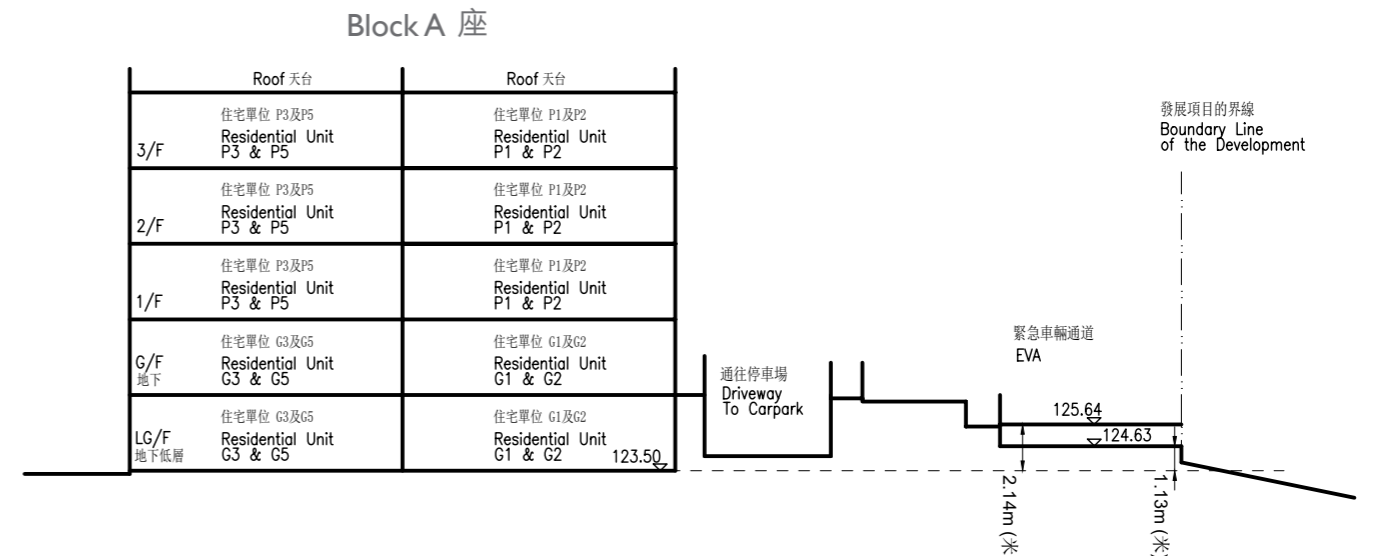 Block A 座
Roof 天台
Roof 天台
住宅單位 P3及P5
Residential Unit
P3 & P5
住宅單位 P1及P2
Residential Unit
P1 & P2
3/F
住宅單位 P3及P5
Residential Unit
P3 & P5
住宅單位 P1及P2
Residential Unit
P1 & P2
2/F
住宅單位 P3及P5
Residential Unit
P3 & P5
住宅單位 P1及P2
Residential Unit
P1 & P2
1/F
住宅單位 G3及G5
Residential Unit
G3 & G5
住宅單位 G1及G2
Residential Unit
G1 & G2
G/F
地下
住宅單位 G3及G5
Residential Unit
G3 & G5
住宅單位 G1及G2
Residential Unit
G1 & G2
LG/F
地下低層
123.50
通往停車場
Driveway
To Carpark
緊急車輛通道
EVA
125.64
124.63
2.14m (米
1.13m (米)
發展項目的界線
Boundary Line
of the Development